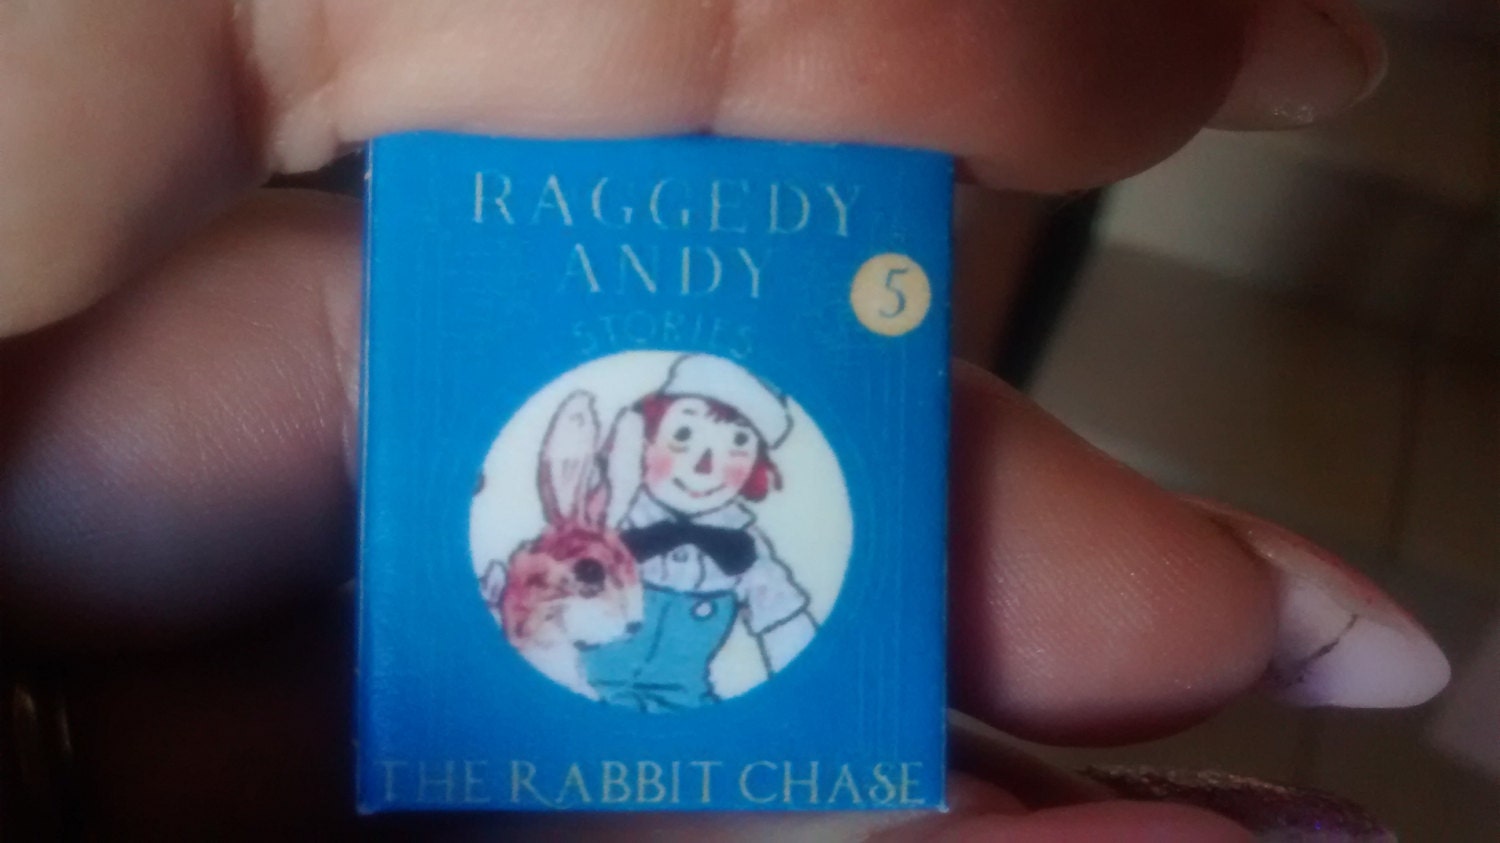 RAGGEDY
ANDY
5
STORIES
THE RABBIT CHASE